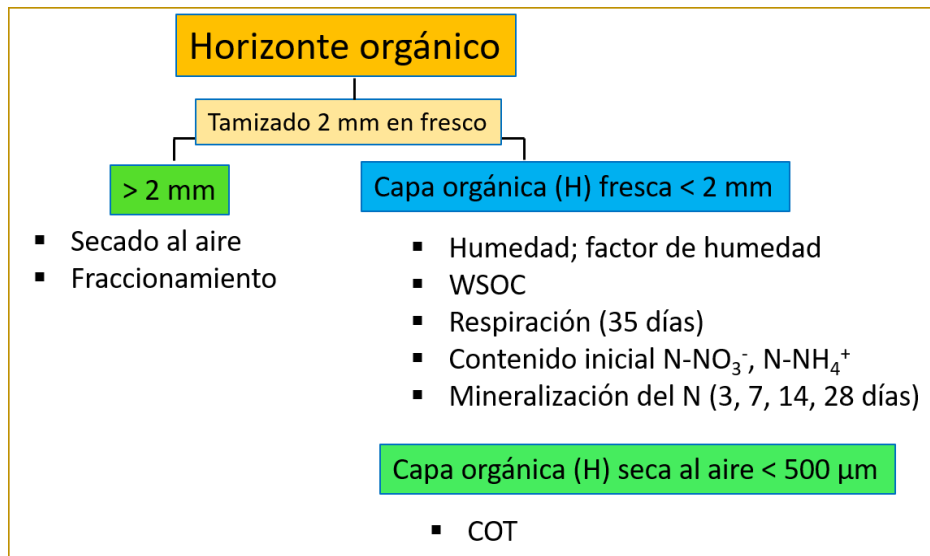 Horizonte orgánico
Tamizado 2 mm en fresco
> 2 mm
▪ Secado al aire
▪ Fraccionamiento
Capa orgánica (H) fresca < 2 mm
▪ Humedad; factor de humedad
▪ WSOC
▪ Respiración (35 días)
▪ Contenido inicial N-NO₃⁻, N-NH₄⁺
▪ Mineralización del N (3, 7, 14, 28 días)
Capa orgánica (H) seca al aire < 500 µm
▪ COT